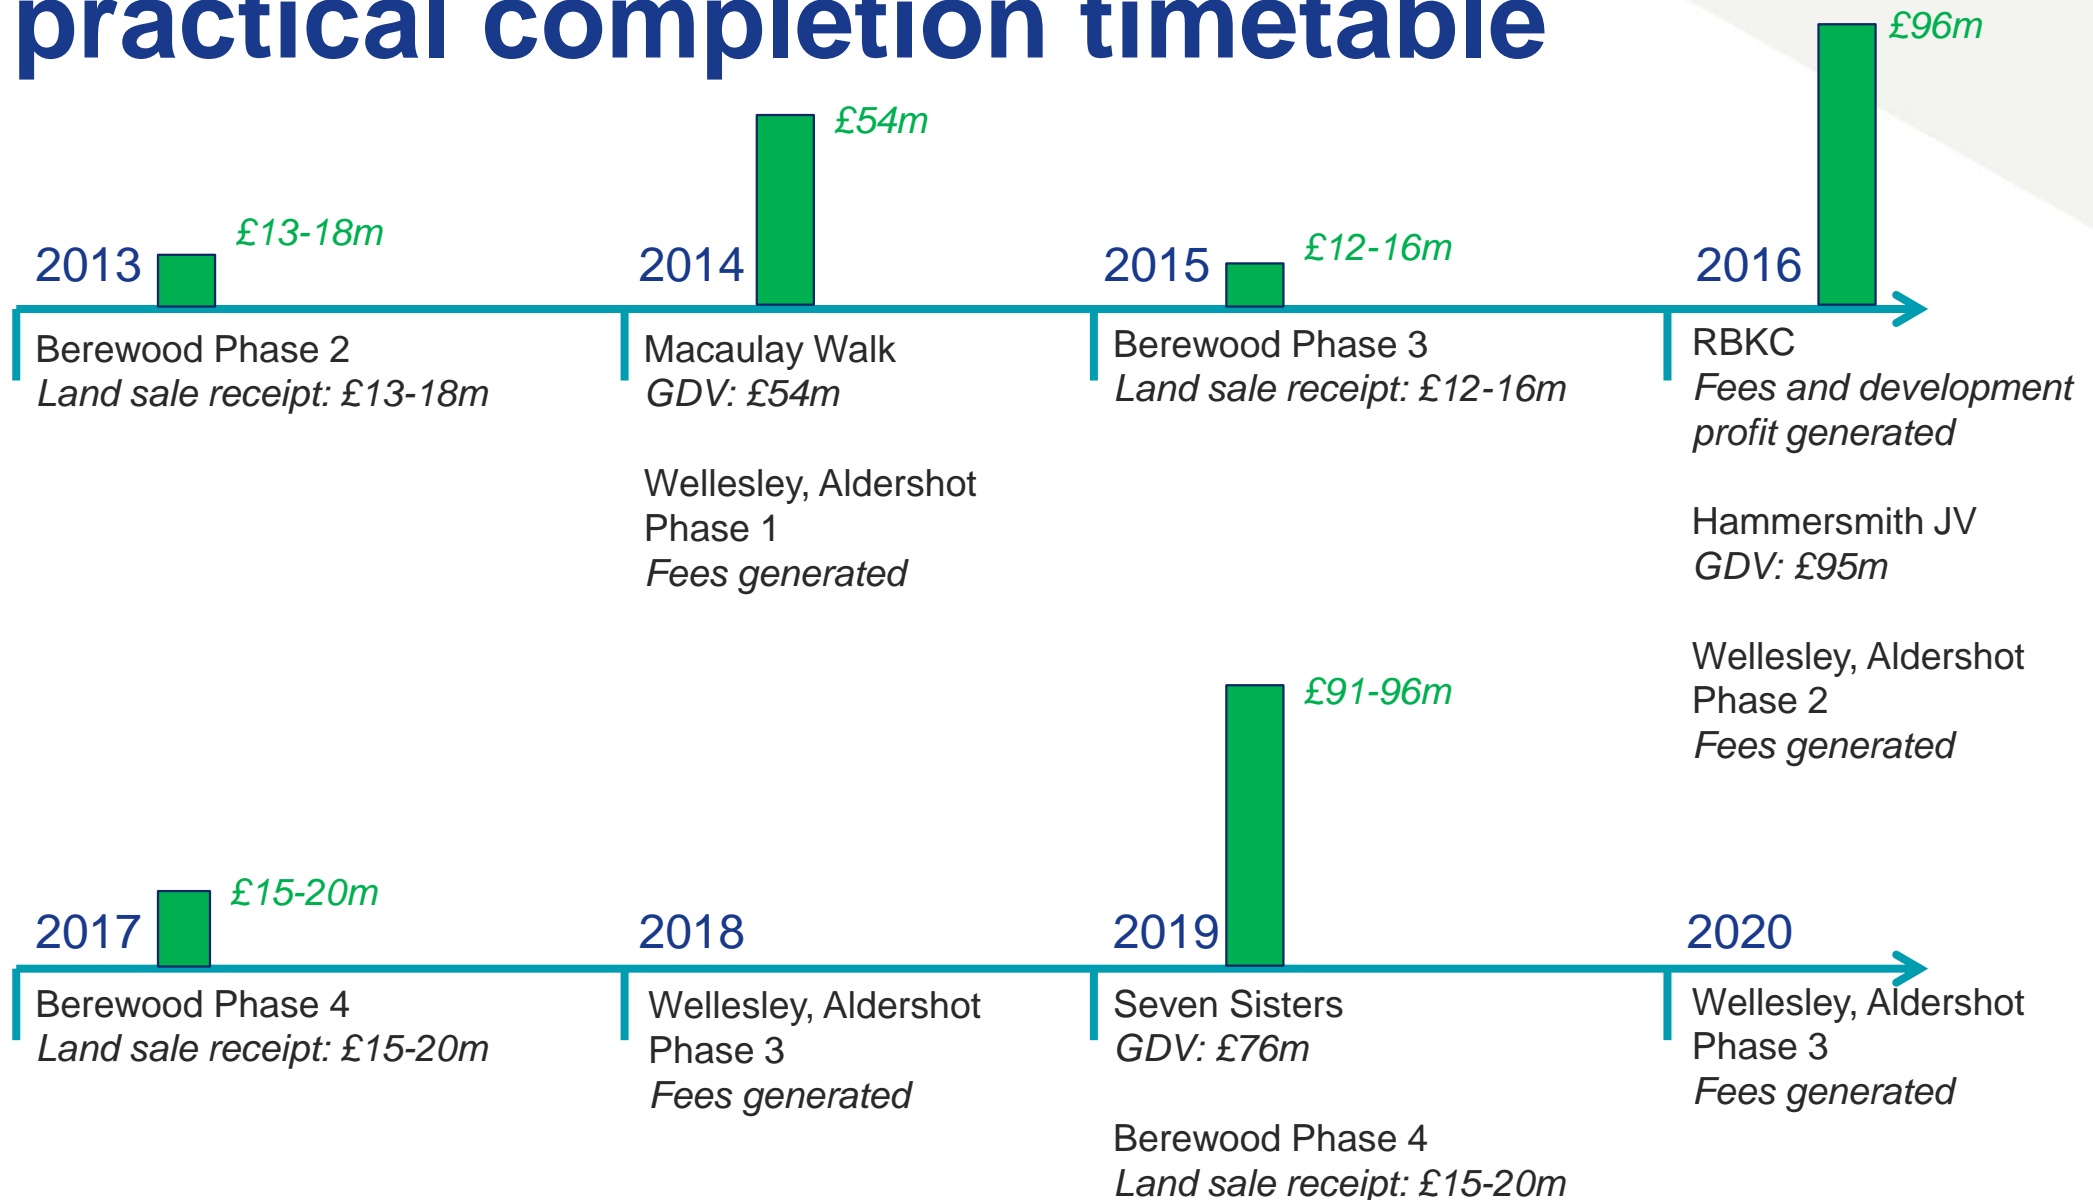 practical completion timetable
£96m
£54m
£13-18m
£12-16m
2013
2014
2015
2016
Berewood Phase 2
Land sale receipt: £13-18m
Macaulay Walk
GDV: £54m
Wellesley, Aldershot
Phase 1
Fees generated
Berewood Phase 3
Land sale receipt: £12-16m
RBKC
Fees and development
profit generated
Hammersmith JV
GDV: £95m
Wellesley, Aldershot
Phase 2
Fees generated
£91-96m
£15-20m
2017
2018
2019
2020
Berewood Phase 4
Land sale receipt: £15-20m
Wellesley, Aldershot
Phase 3
Fees generated
Seven Sisters
GDV: £76m
Berewood Phase 4
Land sale receipt: £15-20m
Wellesley, Aldershot
Phase 3
Fees generated